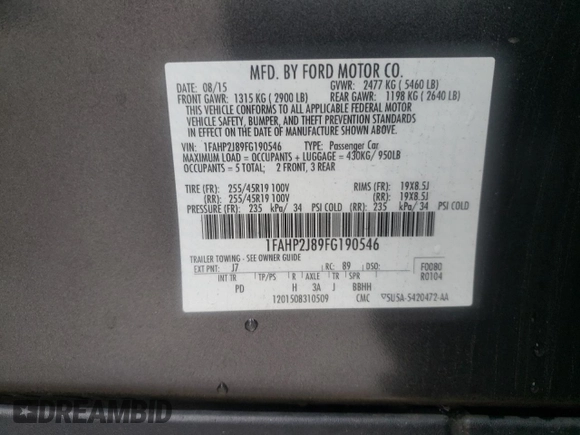 MFD. BY FORD MOTOR CO.
DATE: 08/15 GVWR: 2477 KG ( 5460 LB)
FRONT GAWR: 1315 KG ( 2900 LB) REAR GAWR: 1198 KG ( 2640 LB)
THIS VEHICLE CONFORMS TO ALL APPLICABLE FEDERAL MOTOR
VEHICLE SAFETY, BUMPER, AND THEFT PREVENTION STANDARDS
IN EFFECT ON THE DATE OF MANUFACTURE SHOWN ABOVE.
VIN: 1FAHP2J89FG190546 TYPE: Passenger Car
MAXIMUM LOAD = OCCUPANTS + LUGGAGE = 430KG/ 950LB
OCCUPANTS = 5 TOTAL; 2 FRONT, 3 REAR
TIRE (FR): 255/45R19 100V RIMS (FR): 19X8.5J
(RR): 255/45R19 100V (RR): 19X8.5J
PRESSURE (FR): 235 kPa/ 34 PSI COLD (RR): 235 kPa/ 34 PSI COLD
1FAHP2J89FG190546
TRAILER TOWING - SEE OWNER GUIDE
EXT PNT: J7 RC: 89 DSO: F0080
INT TR TP/PS R AXLE TR SPR R0104
PD H 3A J BBHH
1201508310509 CMC 5U5A-5420472-AA
DREAMBID